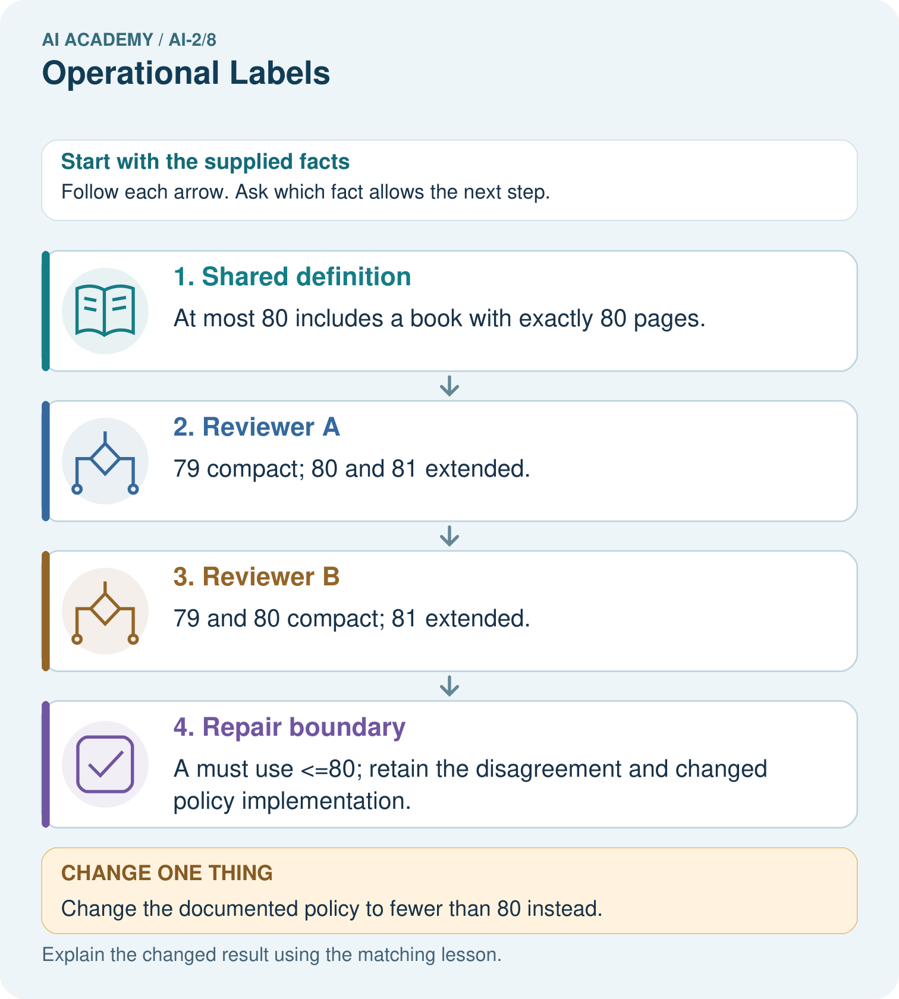 AI ACADEMY / AI-2/8
Operational Labels
Start with the supplied facts
Follow each arrow. Ask which fact allows the next step.
1. Shared definition
At most 80 includes a book with exactly 80 pages.
2. Reviewer A
79 compact; 80 and 81 extended.
3. Reviewer B
79 and 80 compact; 81 extended.
4. Repair boundary
A must use <=80; retain the disagreement and changed
policy implementation.
CHANGE ONE THING
Change the documented policy to fewer than 80 instead.
Explain the changed result using the matching lesson.